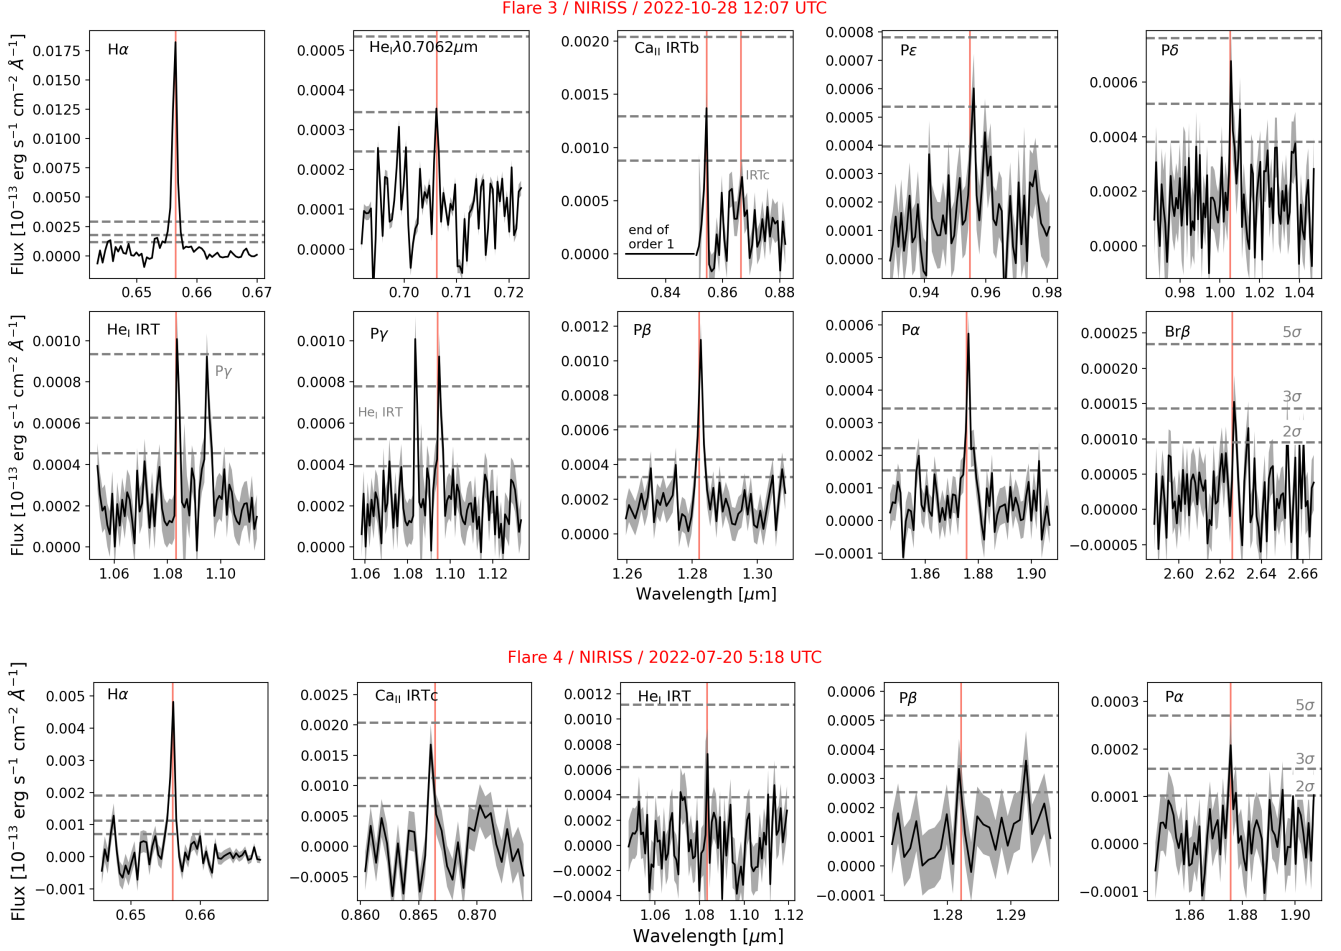 Flare 3 / NIRISS / 2022-10-28 12:07 UTC
Flux [10⁻¹³ erg s⁻¹ cm⁻² Å⁻¹]
Hα
0.0175
0.0150
0.0125
0.0100
0.0075
0.0050
0.0025
0.0000
0.65 0.66 0.67
HeIλ0.7062μm
0.0005
0.0004
0.0003
0.0002
0.0001
0.0000
0.70 0.71 0.72
CaII IRTb
0.0020
0.0015
0.0010
0.0005
0.0000
IRTc
end of
order 1
0.84 0.86 0.88
Pε
0.0008
0.0007
0.0006
0.0005
0.0004
0.0003
0.0002
0.0001
0.0000
0.94 0.96 0.98
Pδ
0.0006
0.0004
0.0002
0.0000
0.98 1.00 1.02 1.04
Flux [10⁻¹³ erg s⁻¹ cm⁻² Å⁻¹]
HeI IRT
0.0010
0.0008
0.0006
0.0004
0.0002
0.0000
Pγ
1.06 1.08 1.10
Pγ
0.0010
0.0008
0.0006
0.0004
0.0002
0.0000
HeI IRT
1.06 1.08 1.10 1.12
Pβ
0.0012
0.0010
0.0008
0.0006
0.0004
0.0002
0.0000
1.26 1.28 1.30
Wavelength [μm]
Pα
0.0006
0.0005
0.0004
0.0003
0.0002
0.0001
0.0000
−0.0001
1.86 1.88 1.90
Brβ
0.00025
0.00020
0.00015
0.00010
0.00005
0.00000
−0.00005
5σ
3σ
2σ
2.60 2.62 2.64 2.66
Flare 4 / NIRISS / 2022-07-20 5:18 UTC
Flux [10⁻¹³ erg s⁻¹ cm⁻² Å⁻¹]
Hα
0.005
0.004
0.003
0.002
0.001
0.000
−0.001
0.65 0.66
CaII IRTc
0.0025
0.0020
0.0015
0.0010
0.0005
0.0000
−0.0005
0.860 0.865 0.870
HeI IRT
0.0012
0.0010
0.0008
0.0006
0.0004
0.0002
0.0000
−0.0002
−0.0004
1.06 1.08 1.10 1.12
Wavelength [μm]
Pβ
0.0006
0.0005
0.0004
0.0003
0.0002
0.0001
0.0000
−0.0001
1.28 1.29
Pα
0.0003
0.0002
0.0001
0.0000
−0.0001
5σ
3σ
2σ
1.86 1.88 1.90